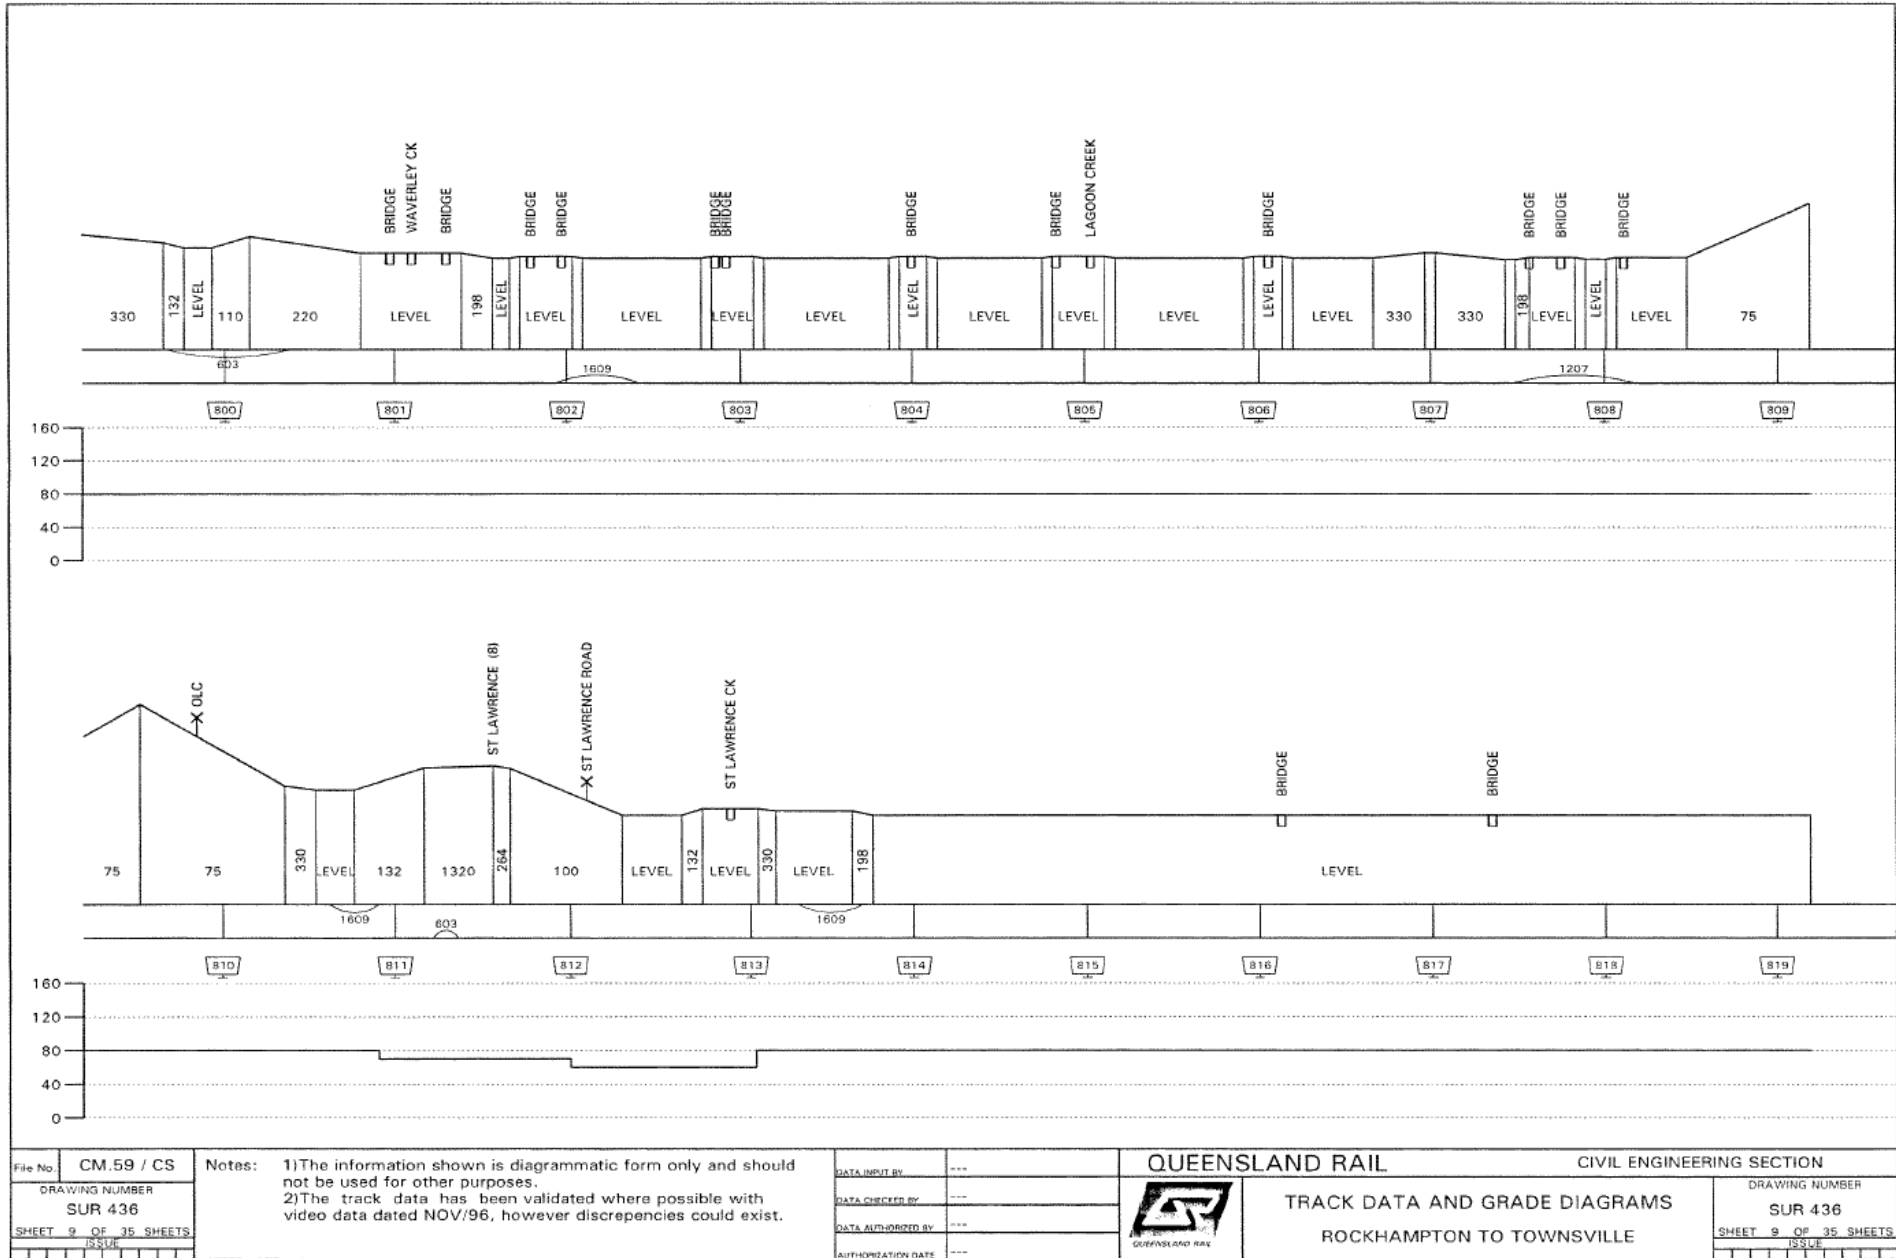 BRIDGE
WAVERLEY CK
BRIDGE
BRIDGE
BRIDGE
BRIDGE
BRIDGE
BRIDGE
BRIDGE
LAGOON CREEK
BRIDGE
BRIDGE
BRIDGE
BRIDGE
330 132 LEVEL 110 220 LEVEL 198 LEVEL LEVEL LEVEL LEVEL LEVEL LEVEL LEVEL LEVEL LEVEL LEVEL LEVEL 330 330 198 LEVEL LEVEL LEVEL 75
603 1609 1207
800 801 802 803 804 805 806 807 808 809
160
120
80
40
0
X OLC
ST LAWRENCE (8)
X ST LAWRENCE ROAD
ST LAWRENCE CK
BRIDGE
BRIDGE
75 75 330 LEVEL 132 1320 264 100 LEVEL 132 LEVEL 330 LEVEL 198 LEVEL
1609 603 1609
810 811 812 813 814 815 816 817 818 819
160
120
80
40
0
File No. CM.59 / CS
DRAWING NUMBER
SUR 436
SHEET 9 OF 35 SHEETS
ISSUE
Notes: 1)The information shown is diagrammatic form only and should
not be used for other purposes.
2)The track data has been validated where possible with
video data dated NOV/96, however discrepancies could exist.
DATA INPUT BY ---
DATA CHECKED BY ---
DATA AUTHORIZED BY ---
AUTHORIZATION DATE ---
QUEENSLAND RAIL CIVIL ENGINEERING SECTION
QUEENSLAND RAIL
TRACK DATA AND GRADE DIAGRAMS
ROCKHAMPTON TO TOWNSVILLE
DRAWING NUMBER
SUR 436
SHEET 9 OF 35 SHEETS
ISSUE